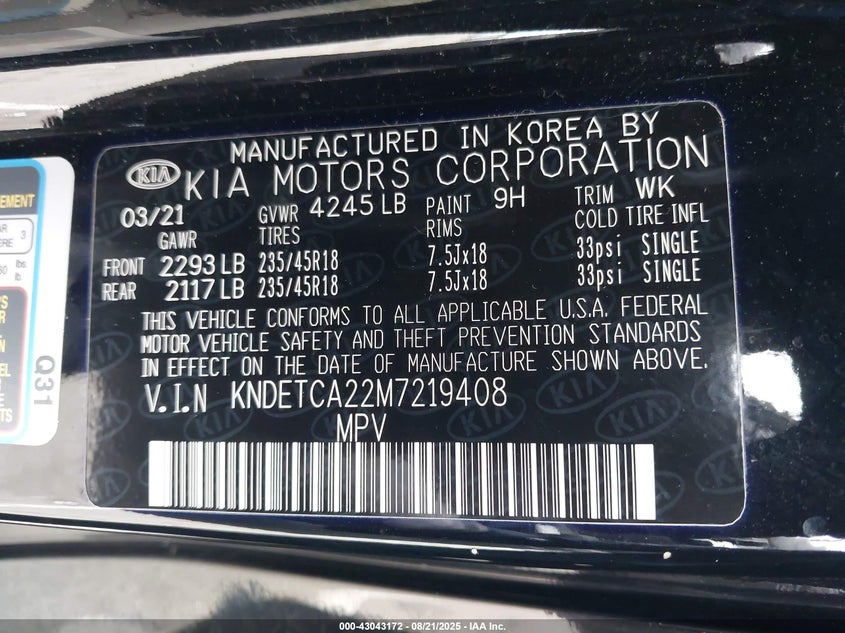 MANUFACTURED IN KOREA BY
KIA KIA MOTORS CORPORATION
03/21 GVWR 4245 LB PAINT 9H TRIM WK
GAWR TIRES RIMS COLD TIRE INFL
FRONT 2293 LB 235/45R18 7.5Jx18 33psi SINGLE
REAR 2117 LB 235/45R18 7.5Jx18 33psi SINGLE
THIS VEHICLE CONFORMS TO ALL APPLICABLE U.S.A. FEDERAL
MOTOR VEHICLE SAFETY AND THEFT PREVENTION STANDARDS
IN EFFECT ON THE DATE OF MANUFACTURE SHOWN ABOVE.
V.I.N KNDETCA22M7219408
MPV
Q31
000-43043172 - 08/21/2025 - IAA Inc.